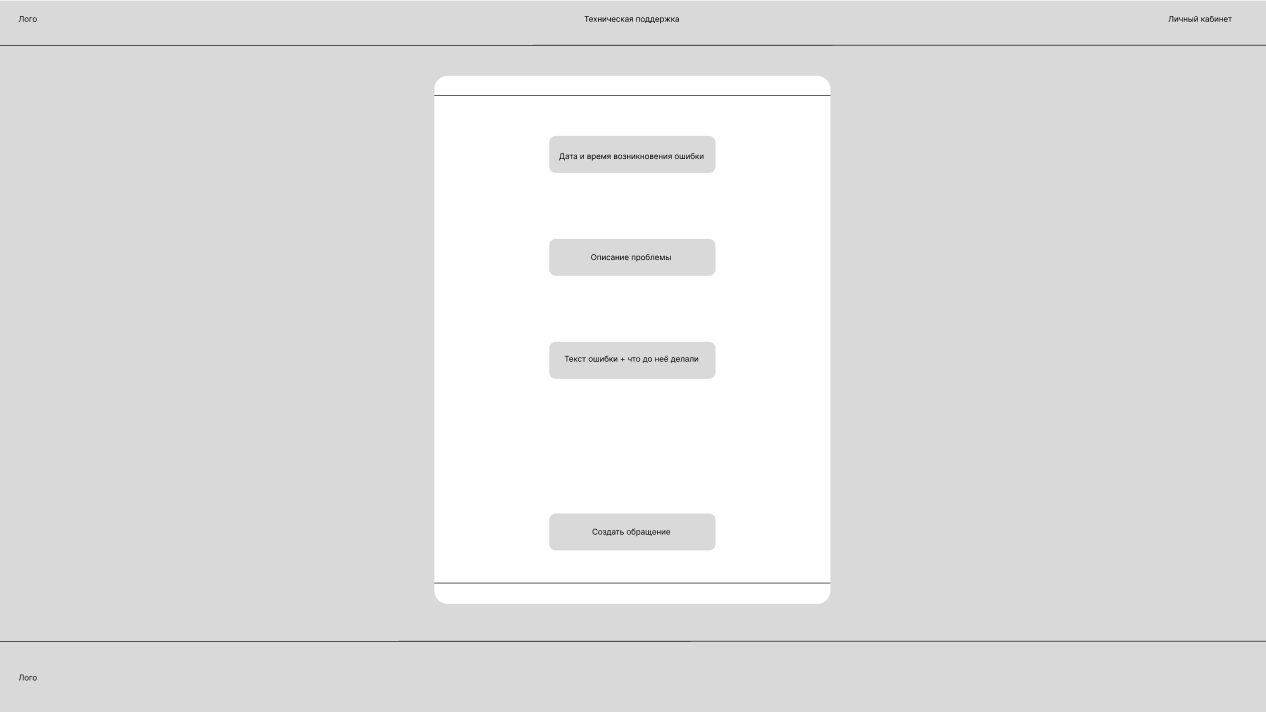 Лого
Техническая поддержка
Личный кабинет
Дата и время возникновения ошибки
Описание проблемы
Текст ошибки + что до неё делали
Создать обращение
Лого